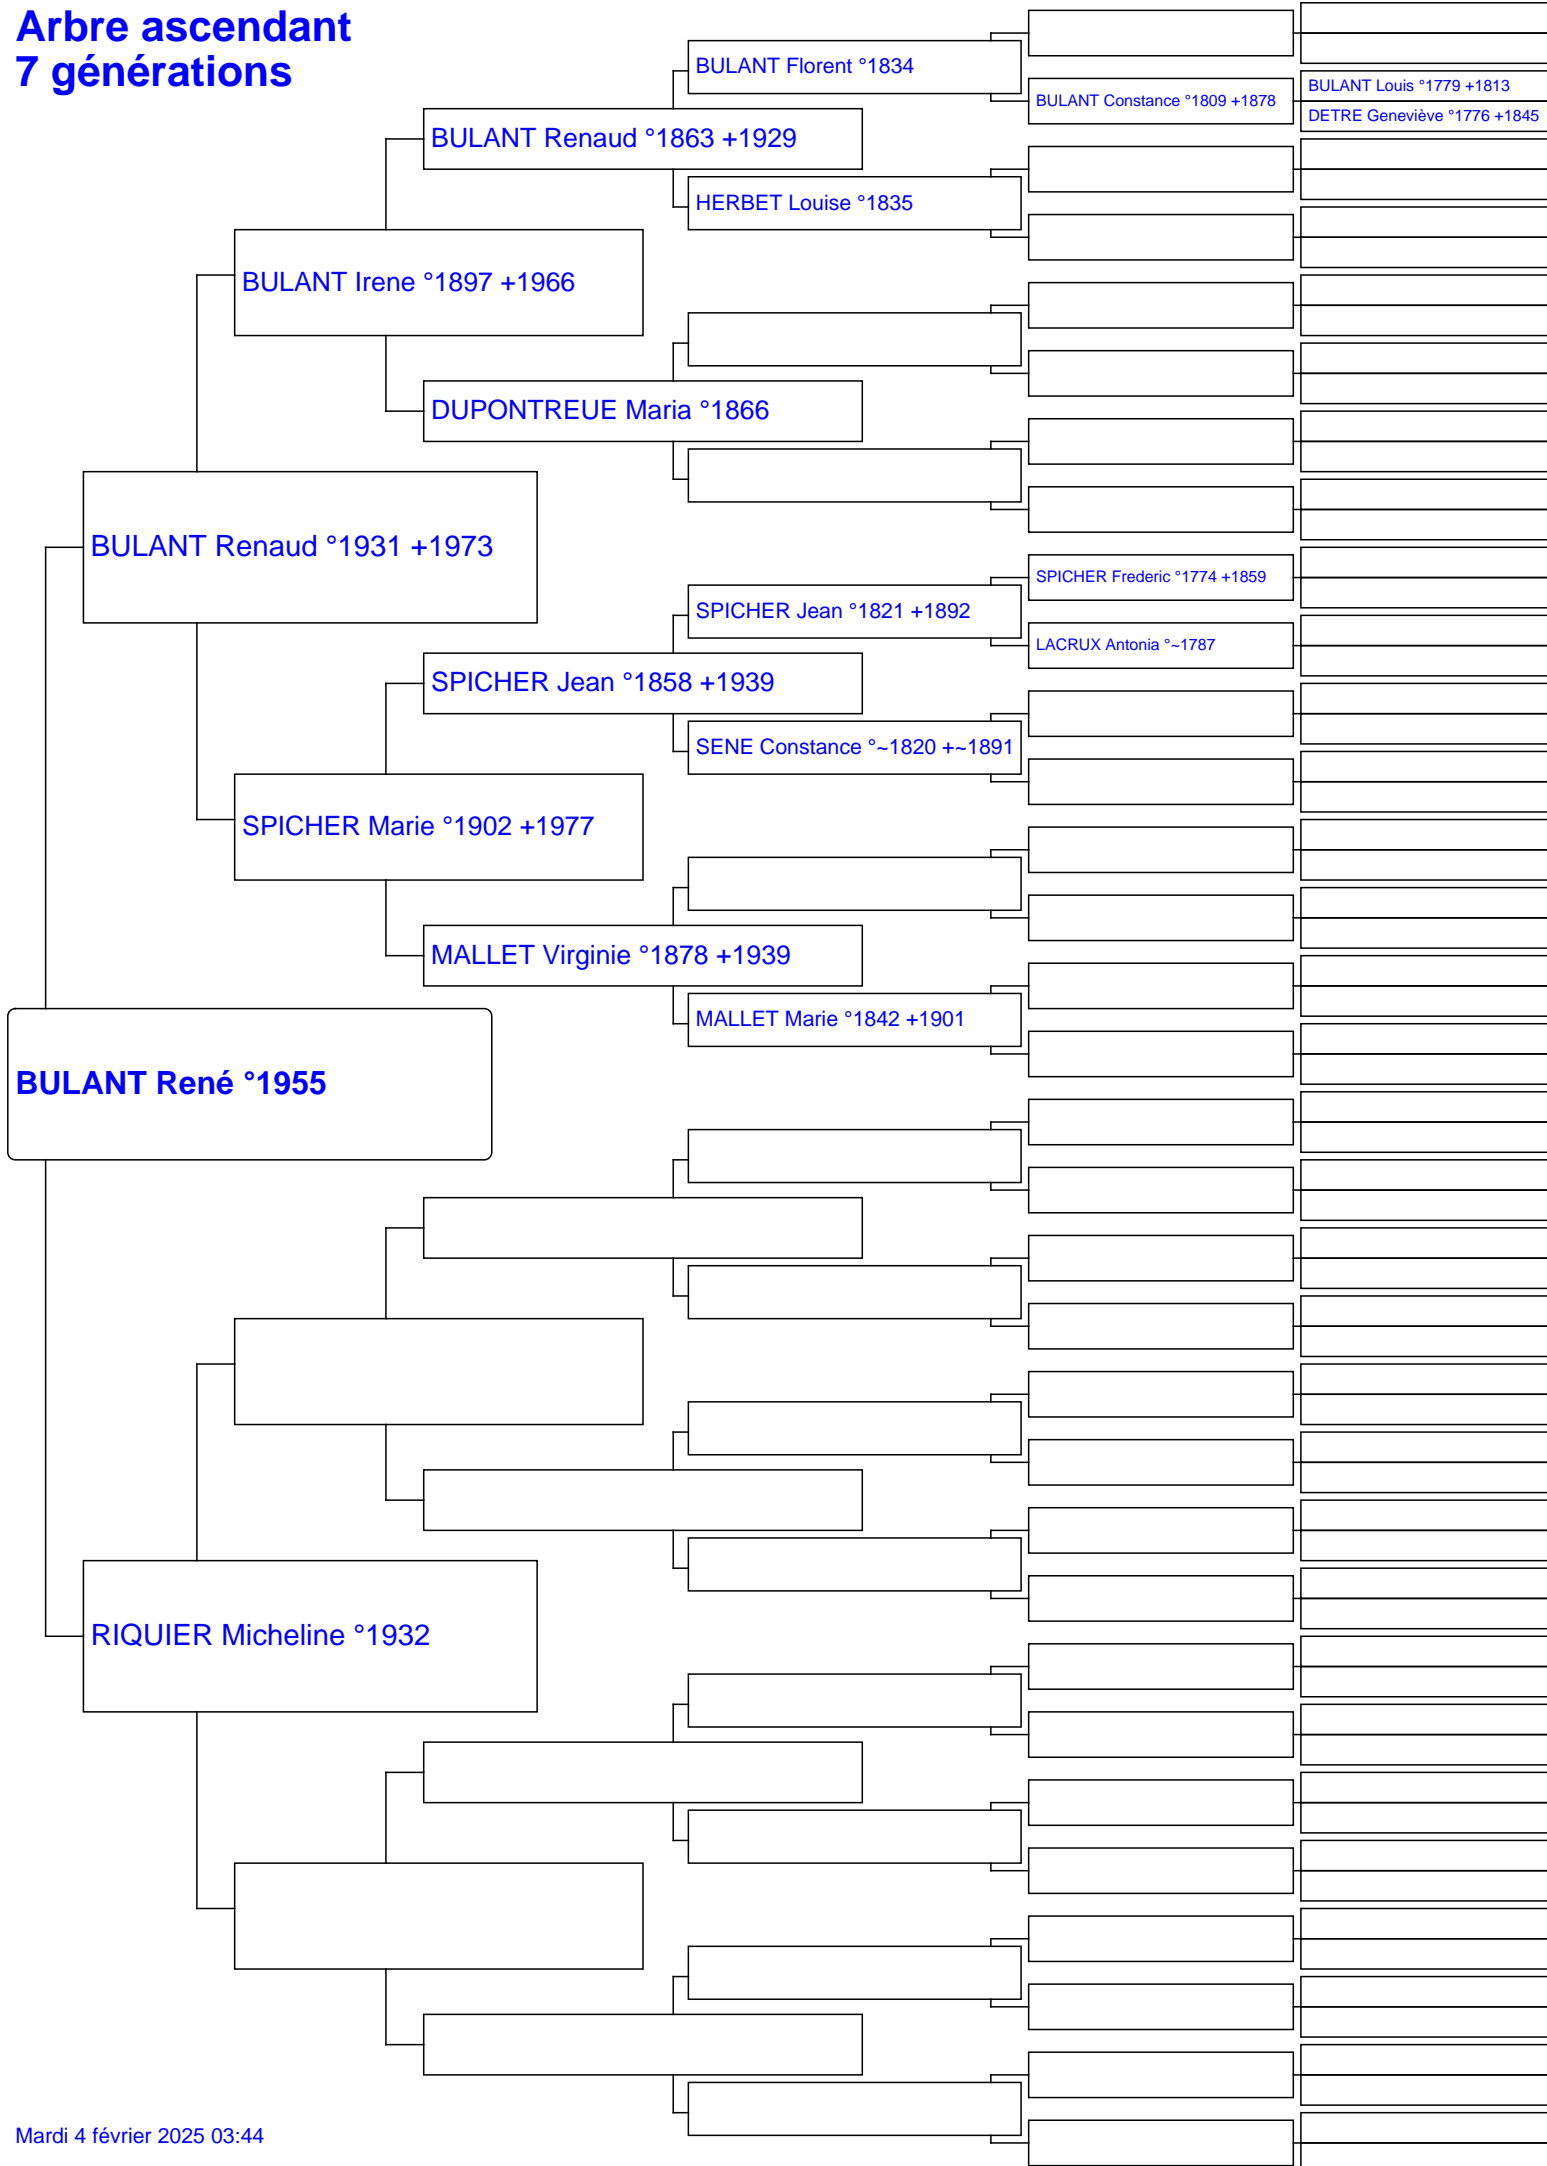 Arbre ascendant
7 générations
BULANT Florent °1834
BULANT Constance °1809 +1878
BULANT Louis °1779 +1813
DETRE Geneviève °1776 +1845
BULANT Renaud °1863 +1929
HERBET Louise °1835
BULANT Irene °1897 +1966
DUPONTREUE Maria °1866
BULANT Renaud °1931 +1973
SPICHER Frederic °1774 +1859
SPICHER Jean °1821 +1892
LACRUX Antonia °~1787
SPICHER Jean °1858 +1939
SENE Constance °~1820 +~1891
SPICHER Marie °1902 +1977
MALLET Virginie °1878 +1939
MALLET Marie °1842 +1901
BULANT René °1955
RIQUIER Micheline °1932
Mardi 4 février 2025 03:44